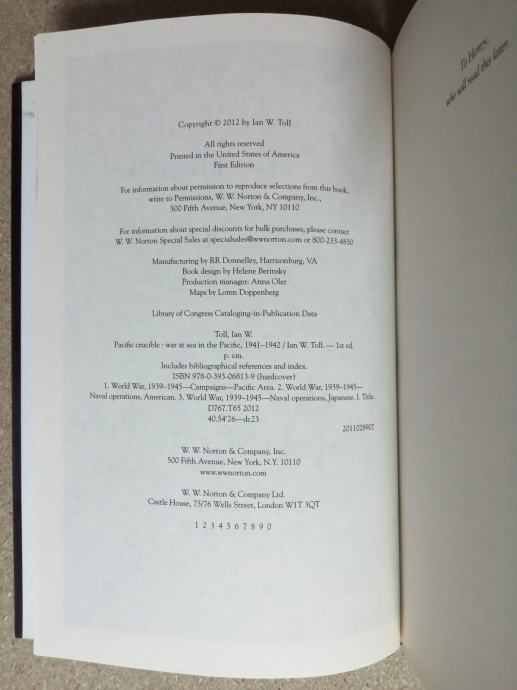 Copyright © 2012 by Ian W. Toll
All rights reserved
Printed in the United States of America
First Edition
For information about permission to reproduce selections from this book,
write to Permissions, W. W. Norton & Company, Inc.,
500 Fifth Avenue, New York, NY 10110
For information about special discounts for bulk purchases, please contact
W. W. Norton Special Sales at specialsales@wwnorton.com or 800-233-4830
Manufacturing by RR Donnelley, Harrisonburg, VA
Book design by Helene Berinsky
Production manager: Anna Oler
Maps by Loren Doppenberg
Library of Congress Cataloging-in-Publication Data
Toll, Ian W.
Pacific crucible : war at sea in the Pacific, 1941–1942 / Ian W. Toll. — 1st ed.
p. cm.
Includes bibliographical references and index.
ISBN 978-0-393-06813-9 (hardcover)
1. World War, 1939–1945—Campaigns—Pacific Area. 2. World War, 1939–1945—
Naval operations, American. 3. World War, 1939–1945—Naval operations, Japanese. I. Title.
D767.T65 2012
40.54'26—dc23
2011028907
W. W. Norton & Company, Inc.
500 Fifth Avenue, New York, N.Y. 10110
www.wwnorton.com
W. W. Norton & Company Ltd.
Castle House, 75/76 Wells Street, London W1T 3QT
1 2 3 4 5 6 7 8 9 0
To Henry,
who will read this later.